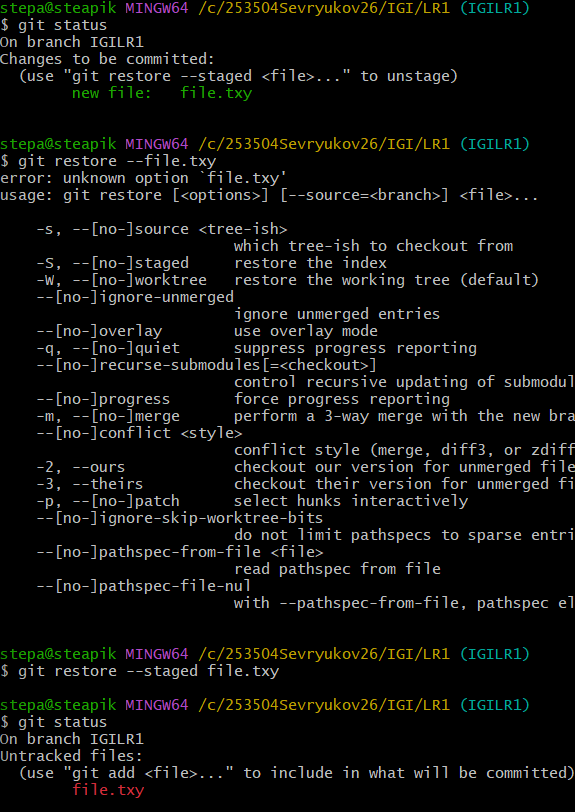 stepa@steapik MINGW64 /c/253504Sevryukov26/IGI/LR1 (IGILR1)
$ git status
On branch IGILR1
Changes to be committed:
  (use "git restore --staged <file>..." to unstage)
        new file:   file.txy

stepa@steapik MINGW64 /c/253504Sevryukov26/IGI/LR1 (IGILR1)
$ git restore --file.txy
error: unknown option `file.txy'
usage: git restore [<options>] [--source=<branch>] <file>...

    -s, --[no-]source <tree-ish>
                          which tree-ish to checkout from
    -S, --[no-]staged     restore the index
    -W, --[no-]worktree   restore the working tree (default)
    --[no-]ignore-unmerged
                          ignore unmerged entries
    --[no-]overlay        use overlay mode
    -q, --[no-]quiet      suppress progress reporting
    --[no-]recurse-submodules[=<checkout>]
                          control recursive updating of submodul
    --[no-]progress       force progress reporting
    -m, --[no-]merge      perform a 3-way merge with the new bra
    --[no-]conflict <style>
                          conflict style (merge, diff3, or zdiff
    -2, --ours            checkout our version for unmerged file
    -3, --theirs          checkout their version for unmerged fi
    -p, --[no-]patch      select hunks interactively
    --[no-]ignore-skip-worktree-bits
                          do not limit pathspecs to sparse entri
    --[no-]pathspec-from-file <file>
                          read pathspec from file
    --[no-]pathspec-file-nul
                          with --pathspec-from-file, pathspec el

stepa@steapik MINGW64 /c/253504Sevryukov26/IGI/LR1 (IGILR1)
$ git restore --staged file.txy

stepa@steapik MINGW64 /c/253504Sevryukov26/IGI/LR1 (IGILR1)
$ git status
On branch IGILR1
Untracked files:
  (use "git add <file>..." to include in what will be committed)
        file.txy